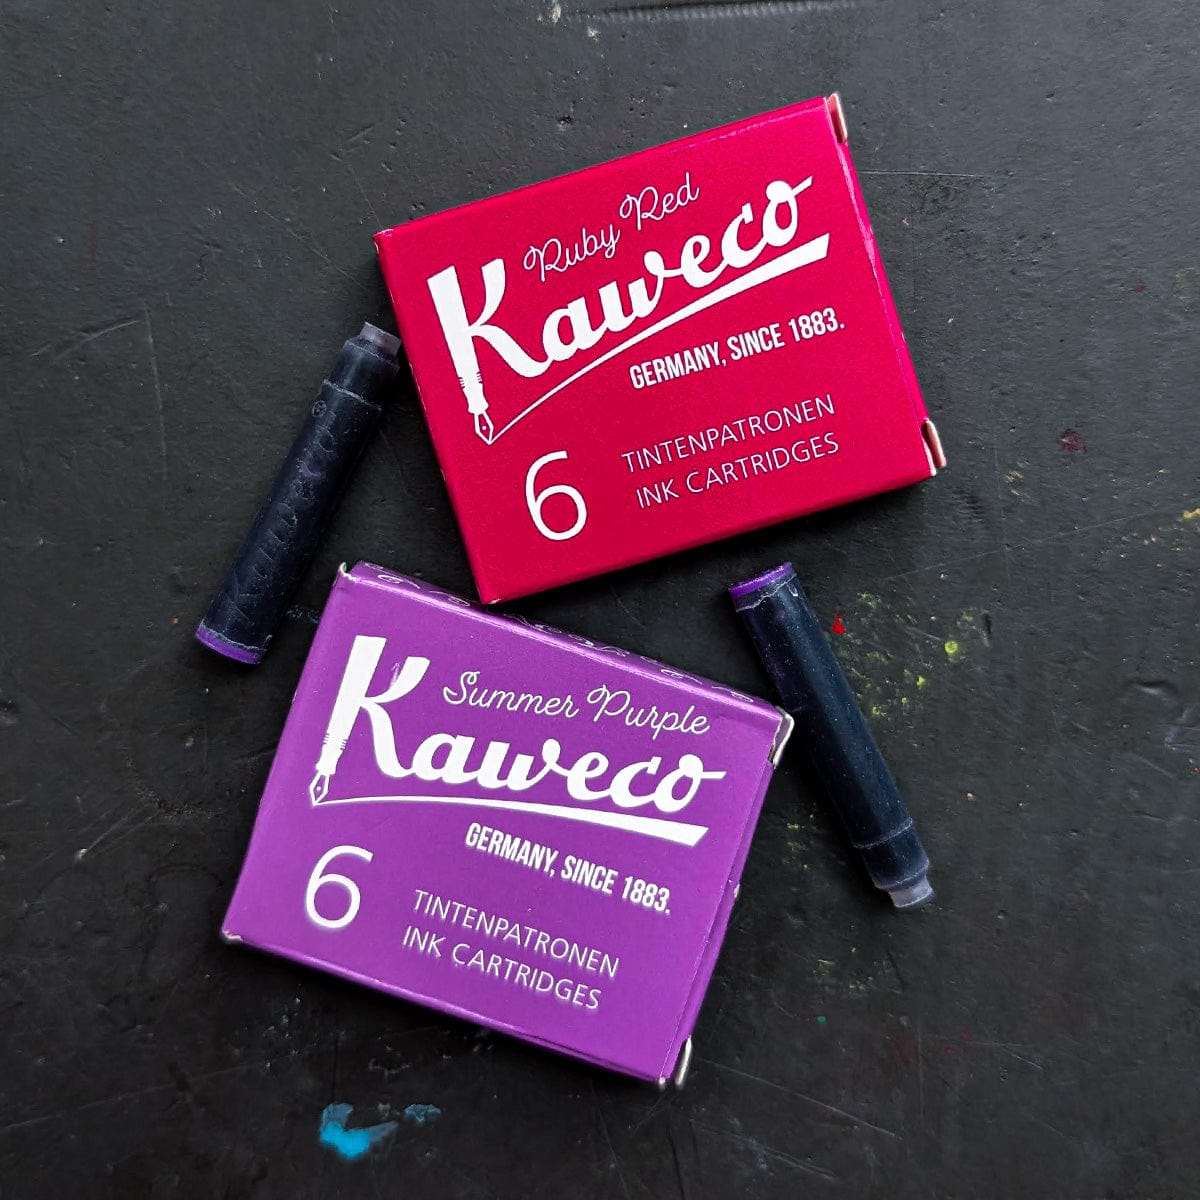 Ruby Red
Kaweco
GERMANY, SINCE 1883.
6
TINTENPATRONEN
INK CARTRIDGES
Kaweco
Summer Purple
Kaweco
GERMANY, SINCE 1883.
6
TINTENPATRONEN
INK CARTRIDGES